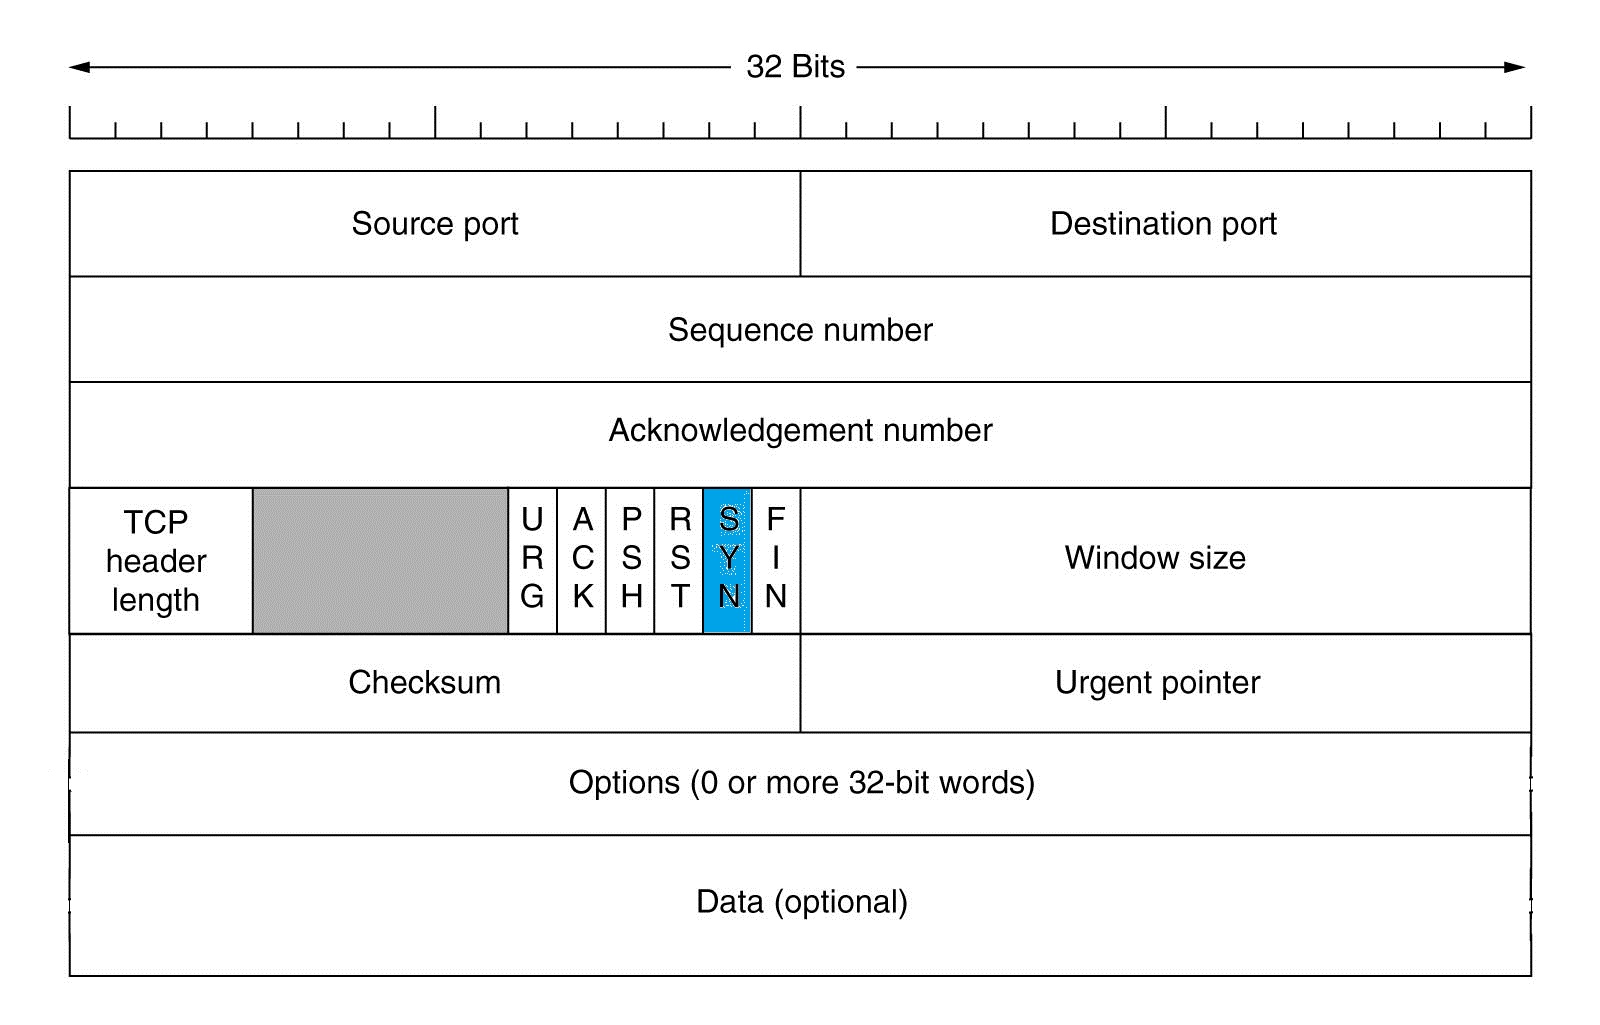 32 Bits
Source port
Destination port
Sequence number
Acknowledgement number
TCP
header
length
URG
ACK
PSH
RST
SYN
FIN
Window size
Checksum
Urgent pointer
Options (0 or more 32-bit words)
Data (optional)